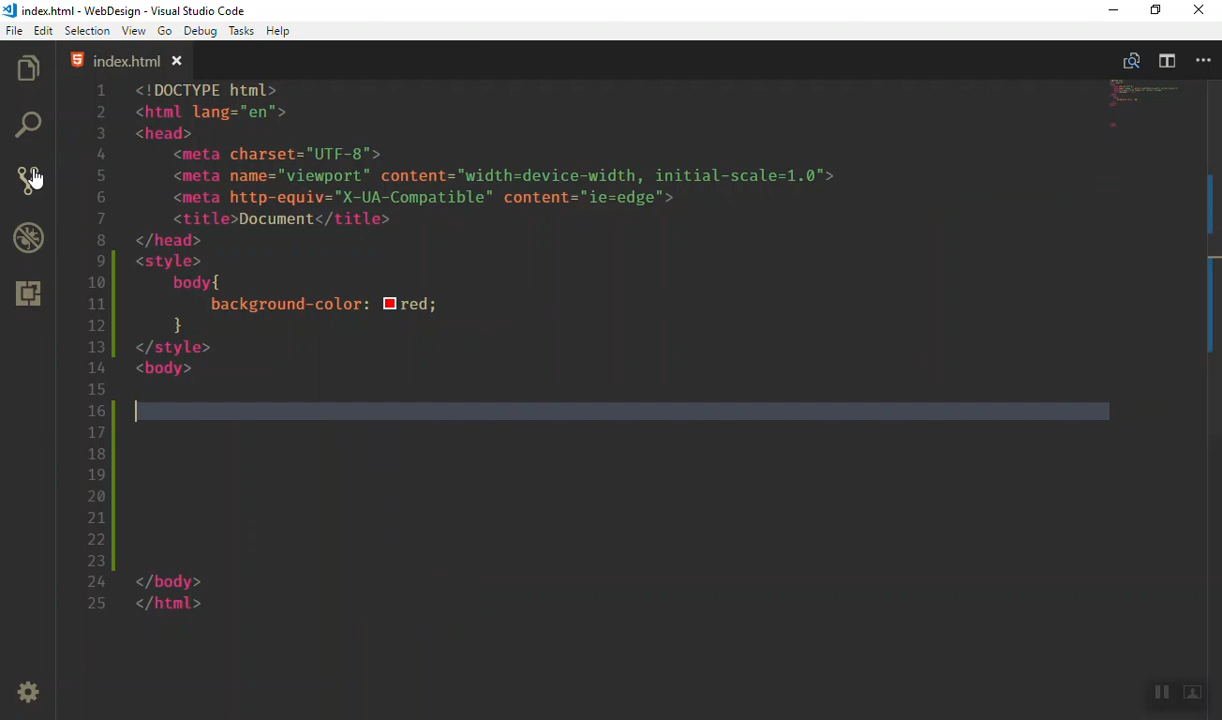 index.html - WebDesign - Visual Studio Code
File Edit Selection View Go Debug Tasks Help
5 index.html
1 <!DOCTYPE html>
2 <html lang="en">
3 <head>
4 <meta charset="UTF-8">
5 <meta name="viewport" content="width=device-width, initial-scale=1.0">
6 <meta http-equiv="X-UA-Compatible" content="ie=edge">
7 <title>Document</title>
8 </head>
9 <style>
10 body{
11 background-color: red;
12 }
13 </style>
14 <body>
15
16
17
18
19
20
21
22
23
24 </body>
25 </html>